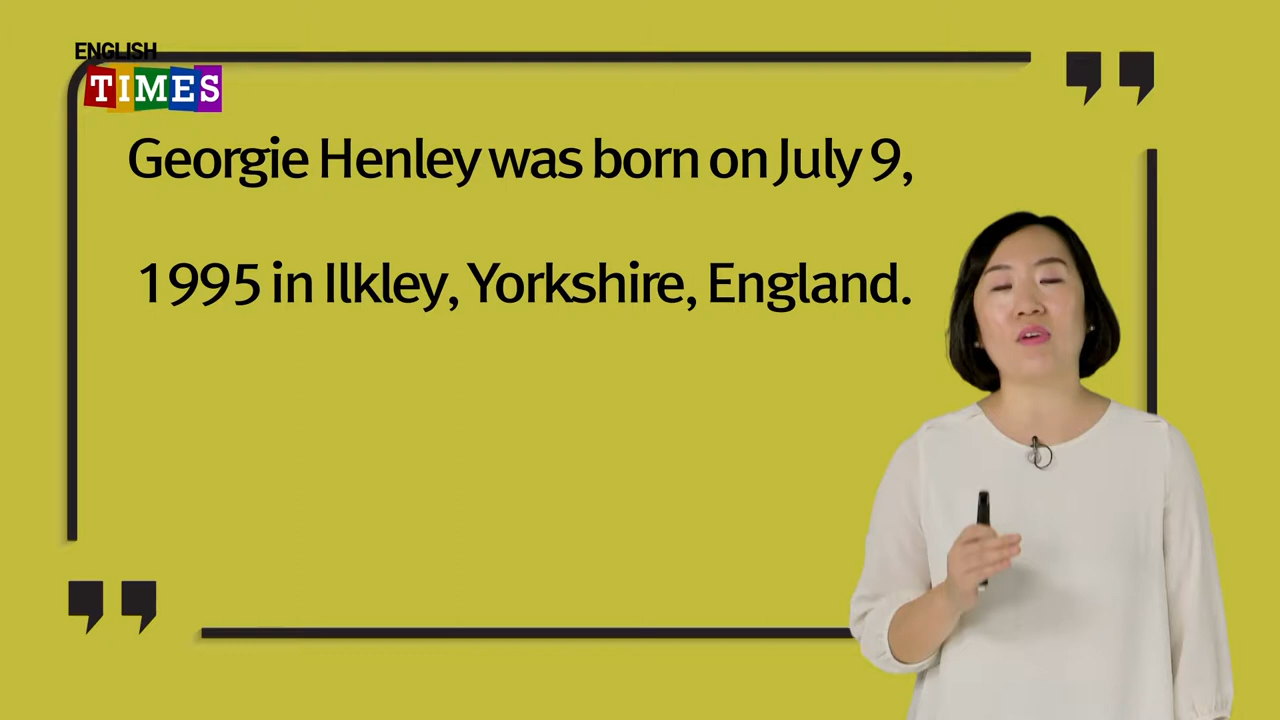 ENGLISH
TIMES
Georgie Henley was born on July 9,
1995 in Ilkley, Yorkshire, England.